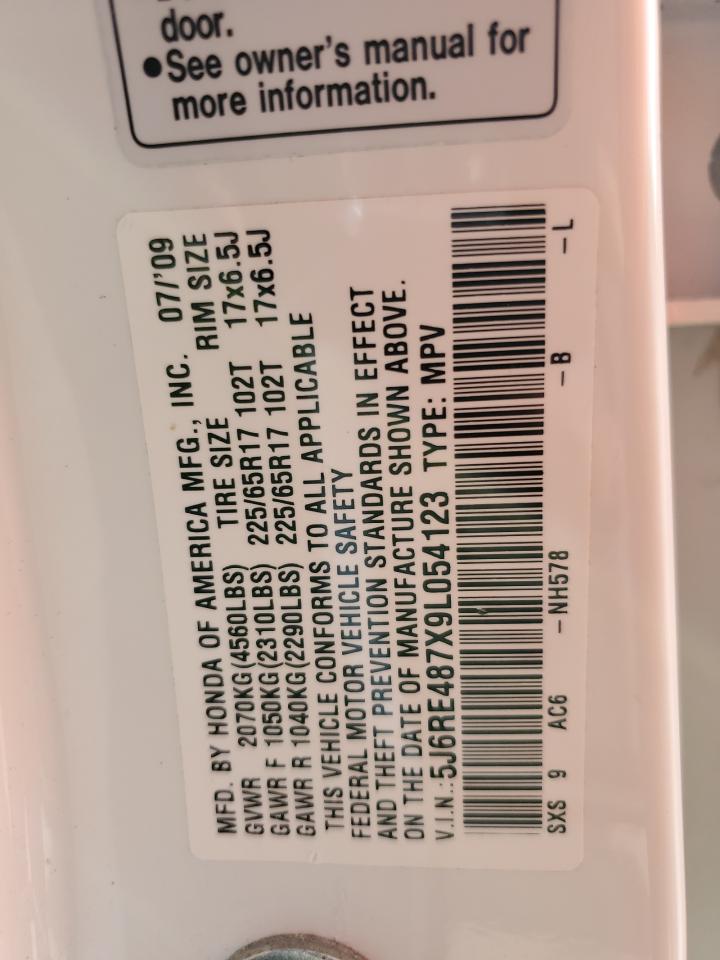 door.
●See owner's manual for
more information.
MFD. BY HONDA OF AMERICA MFG., INC. 07/'09
GVWR 2070KG(4560LBS) TIRE SIZE RIM SIZE
GAWR F 1050KG(2310LBS) 225/65R17 102T 17x6.5J
GAWR R 1040KG(2290LBS) 225/65R17 102T 17x6.5J
THIS VEHICLE CONFORMS TO ALL APPLICABLE
FEDERAL MOTOR VEHICLE SAFETY
AND THEFT PREVENTION STANDARDS IN EFFECT
ON THE DATE OF MANUFACTURE SHOWN ABOVE.
V.I.N.:5J6RE487X9L054123 TYPE: MPV
SXS 9 AC6 -NH578 -B -L